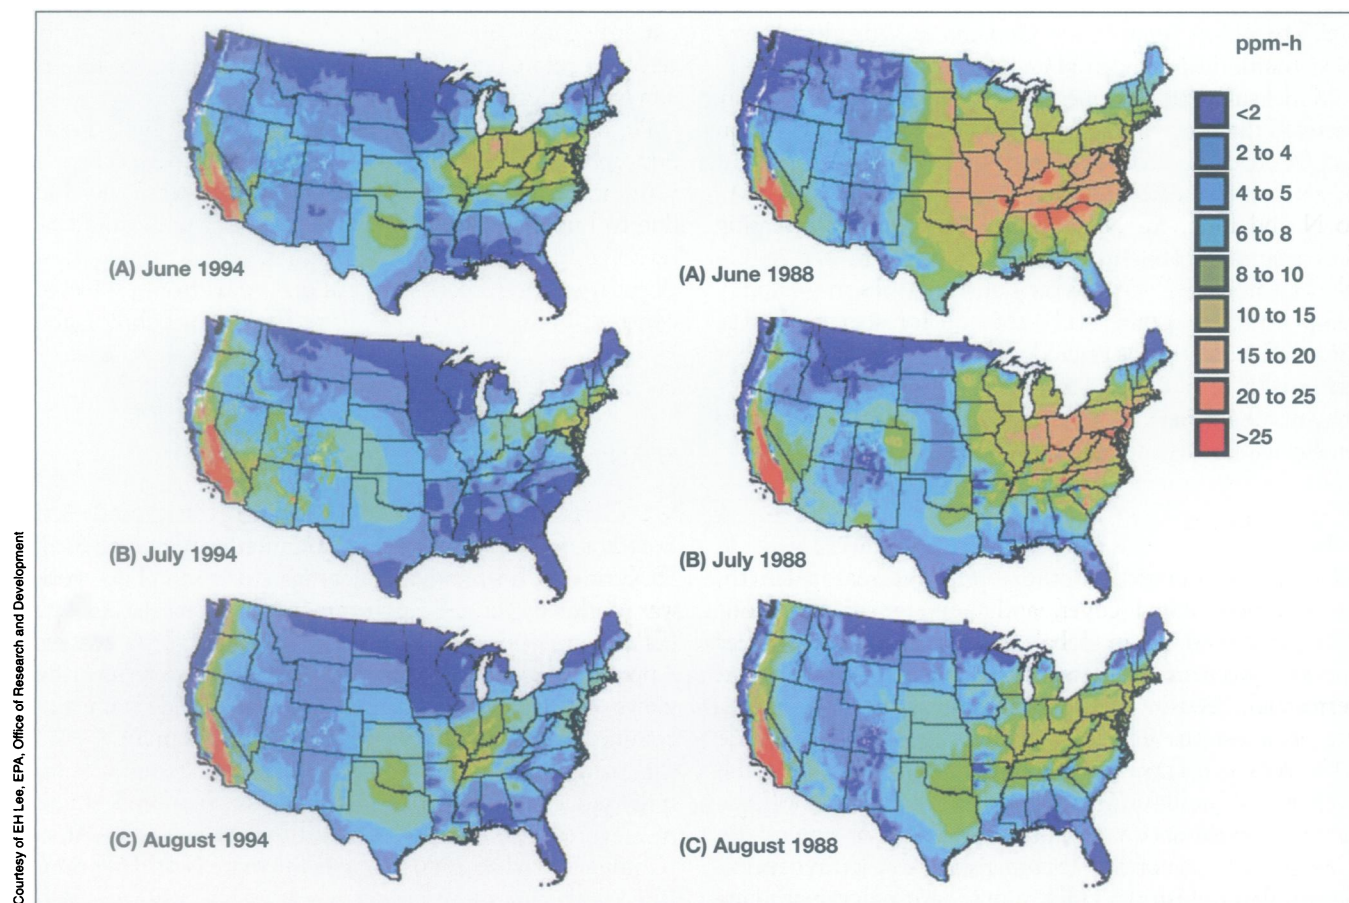 ppm-h
<2
2 to 4
4 to 5
6 to 8
8 to 10
10 to 15
15 to 20
20 to 25
>25
(A) June 1994
(A) June 1988
(B) July 1994
(B) July 1988
(C) August 1994
(C) August 1988
Courtesy of EH Lee, EPA, Office of Research and Development